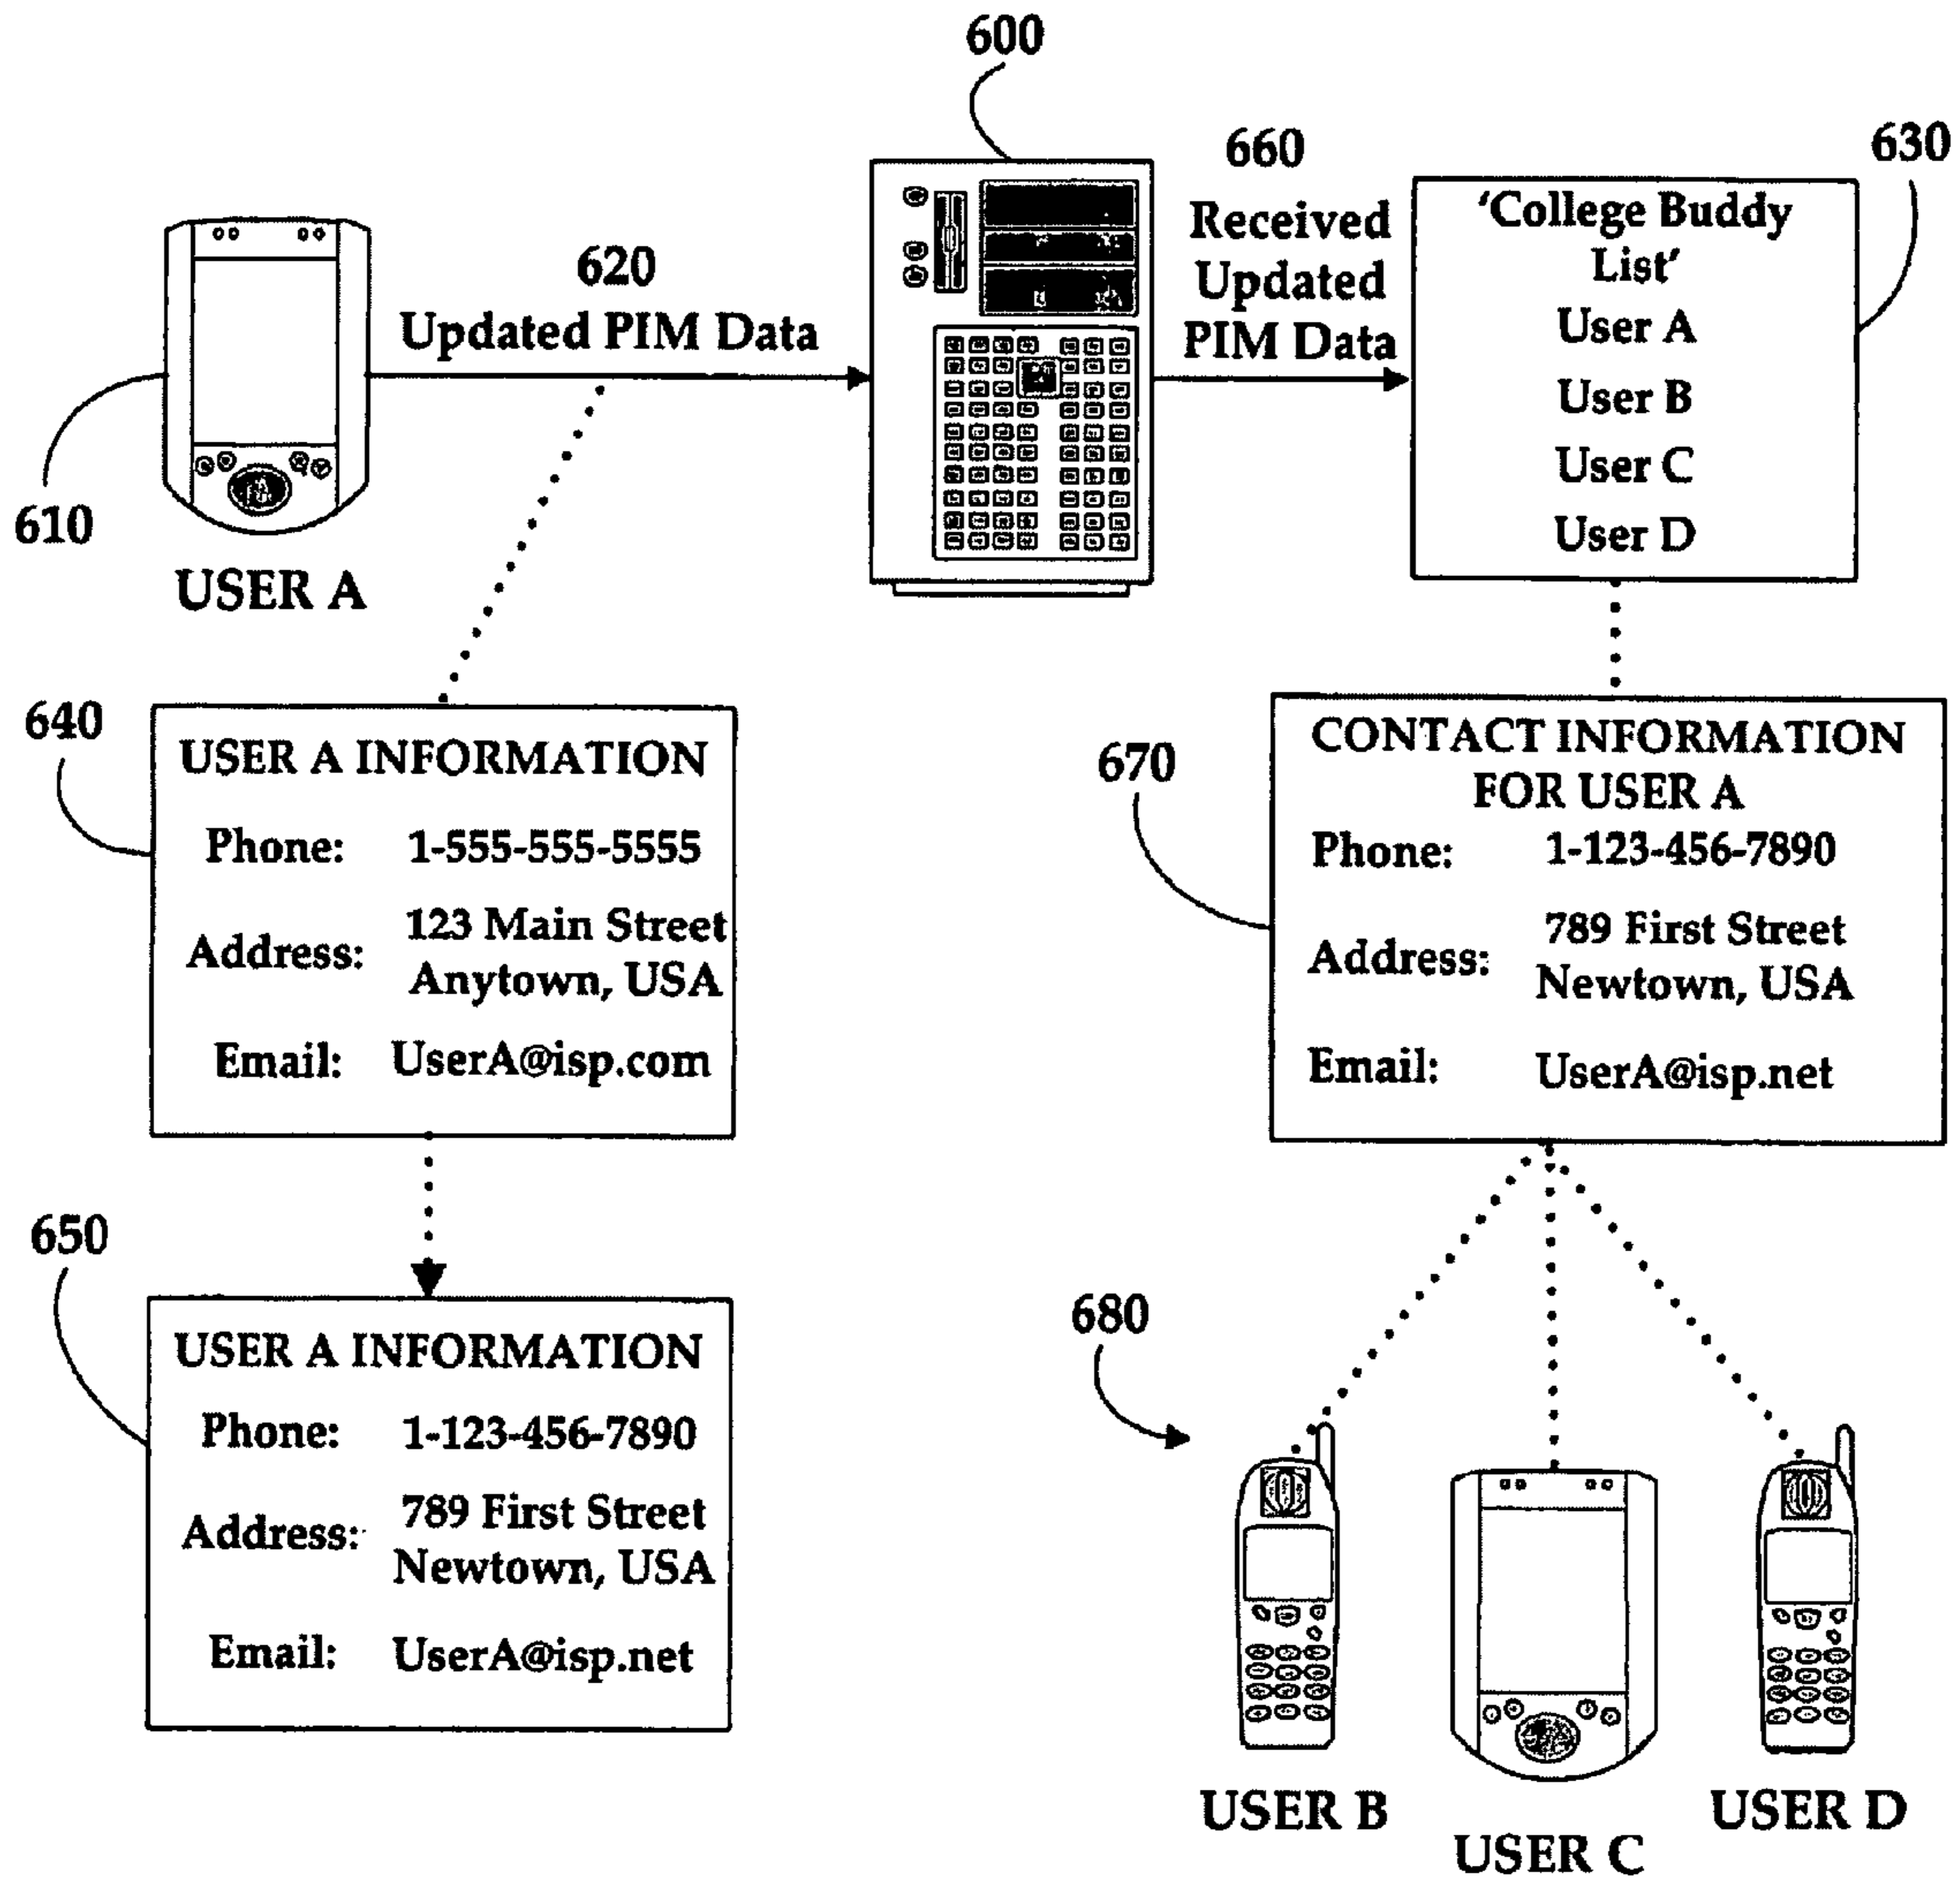 600
660
Received
Updated
PIM Data
630
'College Buddy
List'
User A
User B
User C
User D
620
Updated PIM Data
610
USER A
640
USER A INFORMATION
Phone: 1-555-555-5555
Address: 123 Main Street
Anytown, USA
Email: UserA@isp.com
670
CONTACT INFORMATION
FOR USER A
Phone: 1-123-456-7890
Address: 789 First Street
Newtown, USA
Email: UserA@isp.net
650
USER A INFORMATION
Phone: 1-123-456-7890
Address: 789 First Street
Newtown, USA
Email: UserA@isp.net
680
USER B
USER C
USER D